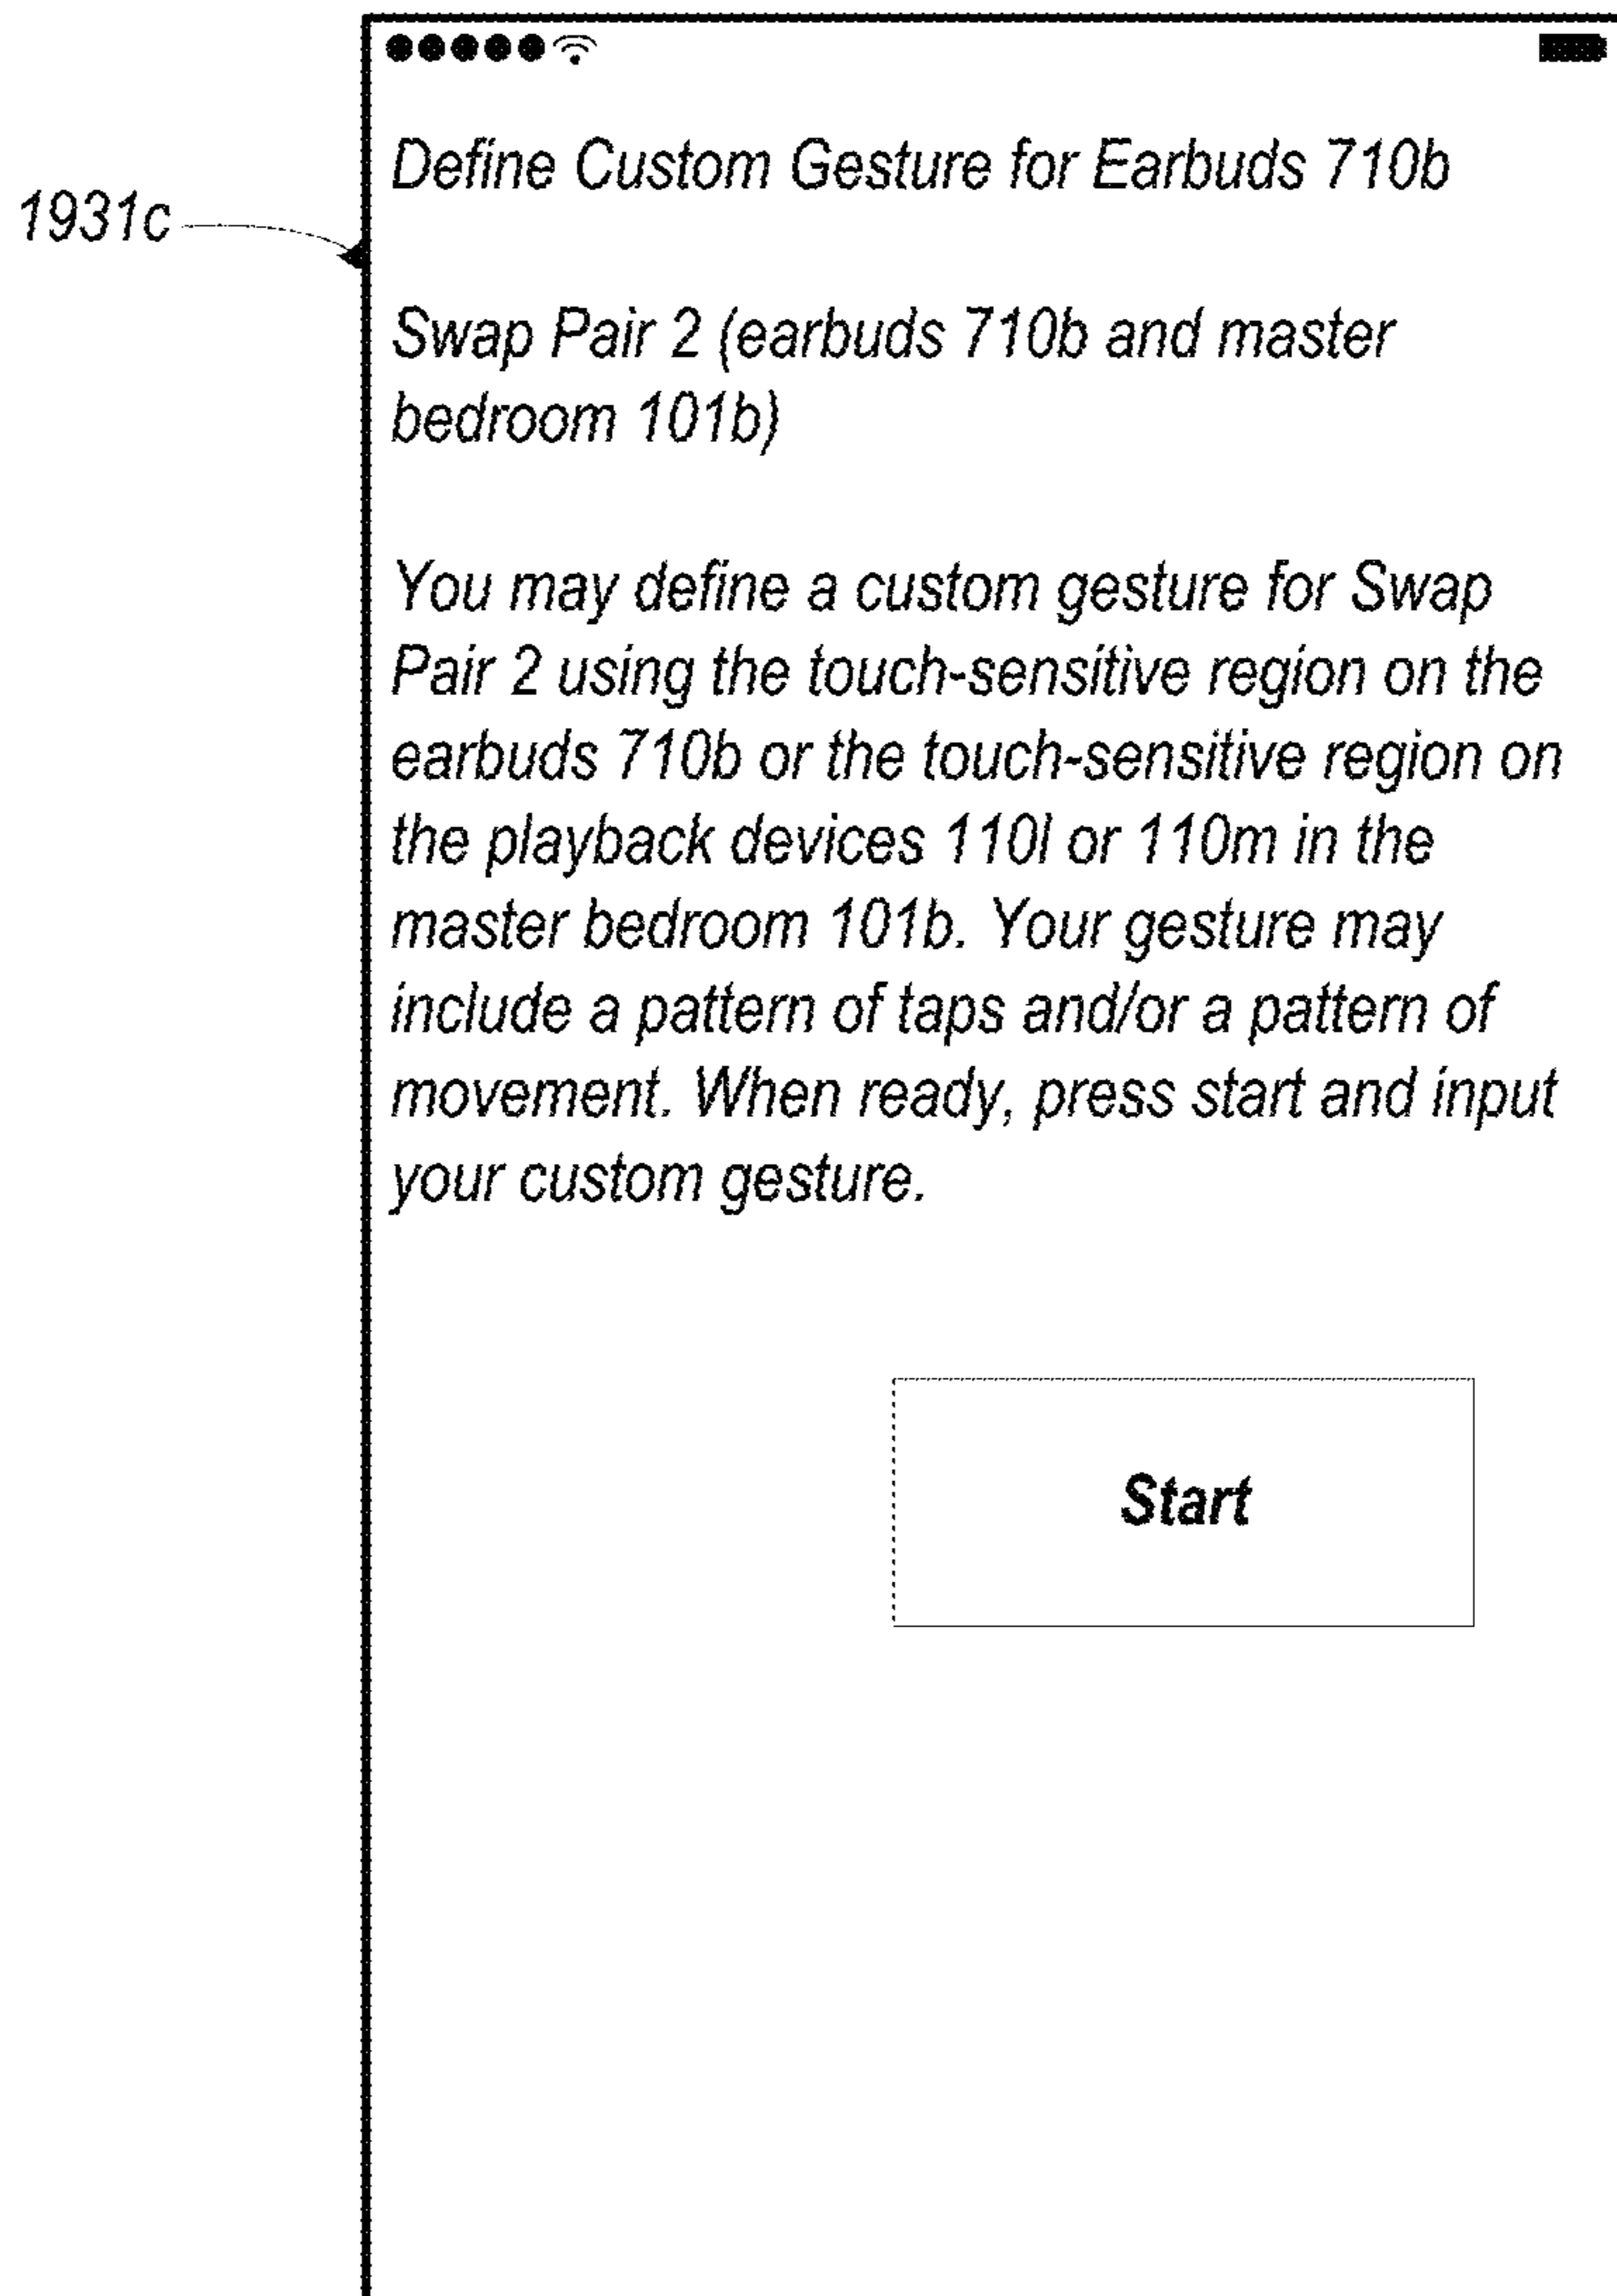 Define Custom Gesture for Earbuds 710b
1931c
Swap Pair 2 (earbuds 710b and master
bedroom 101b)
You may define a custom gesture for Swap
Pair 2 using the touch-sensitive region on the
earbuds 710b or the touch-sensitive region on
the playback devices 110l or 110m in the
master bedroom 101b. Your gesture may
include a pattern of taps and/or a pattern of
movement. When ready, press start and input
your custom gesture.
Start